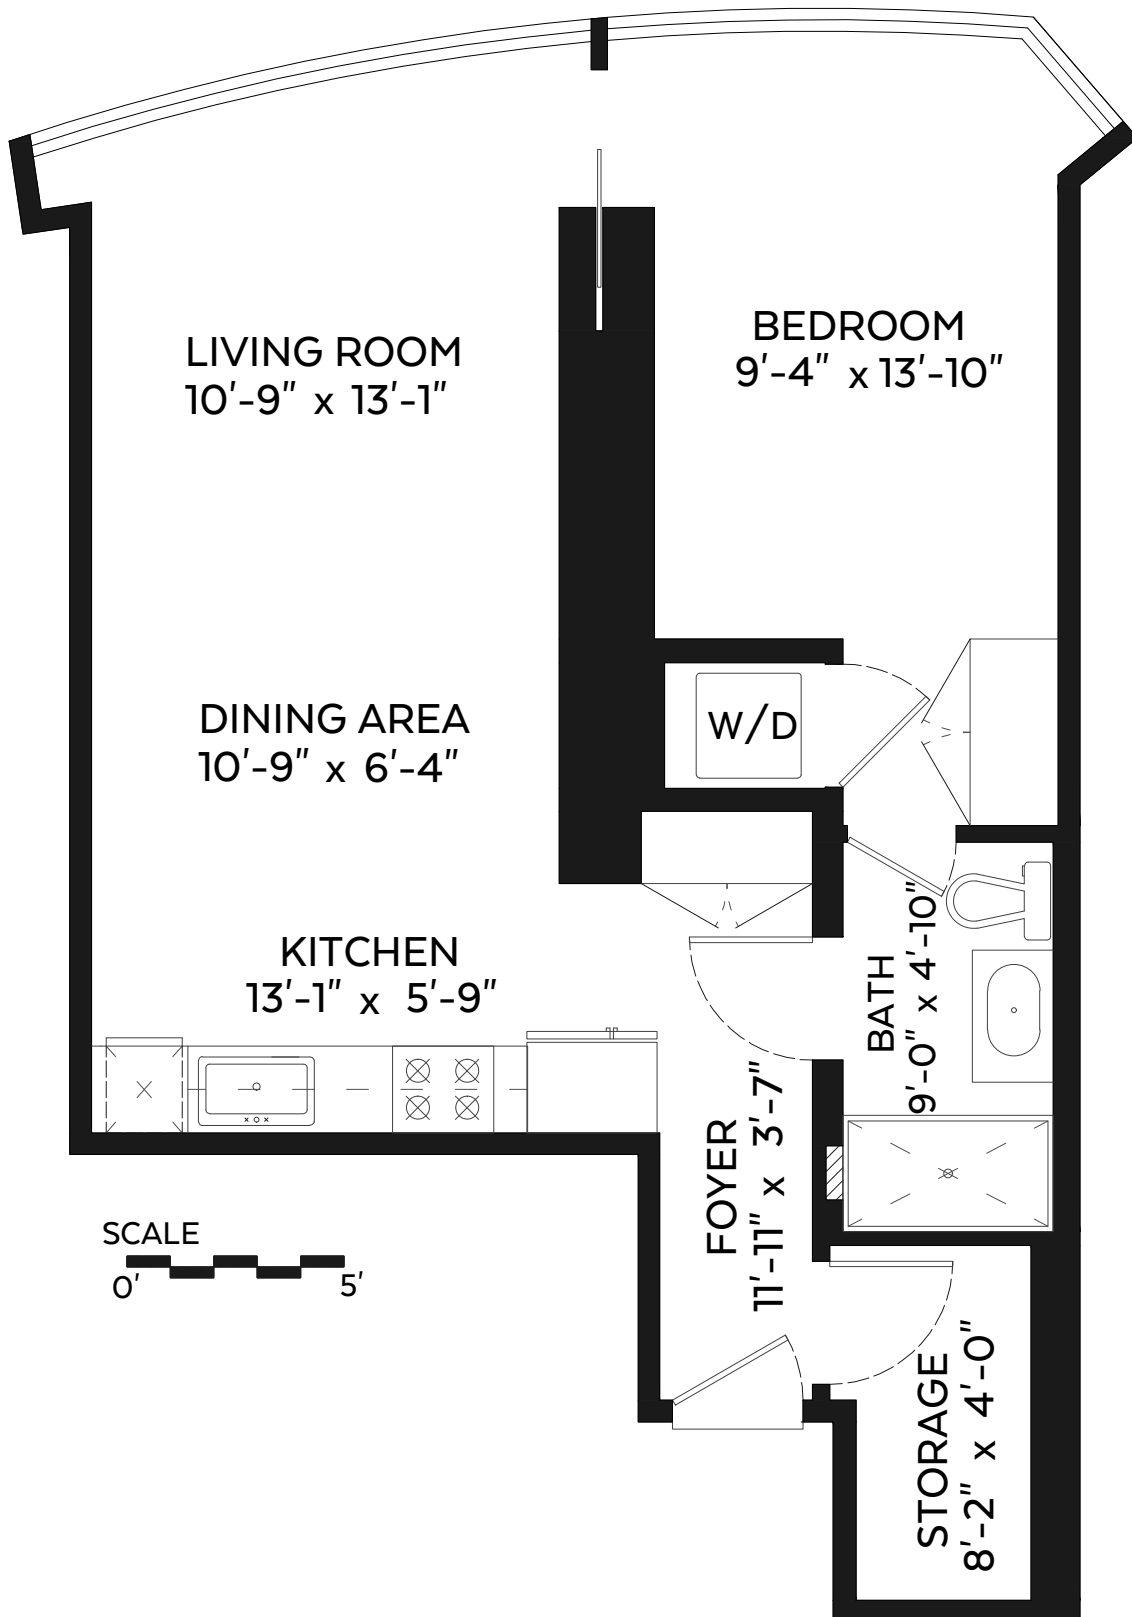 LIVING ROOM
10'-9" x 13'-1"
BEDROOM
9'-4" x 13'-10"
DINING AREA
10'-9" x 6'-4"
W/D
KITCHEN
13'-1" x 5'-9"
BATH
9'-0" x 4'-10"
FOYER
11'-11" x 3'-7"
SCALE
0' 5'
STORAGE
8'-2" x 4'-0"